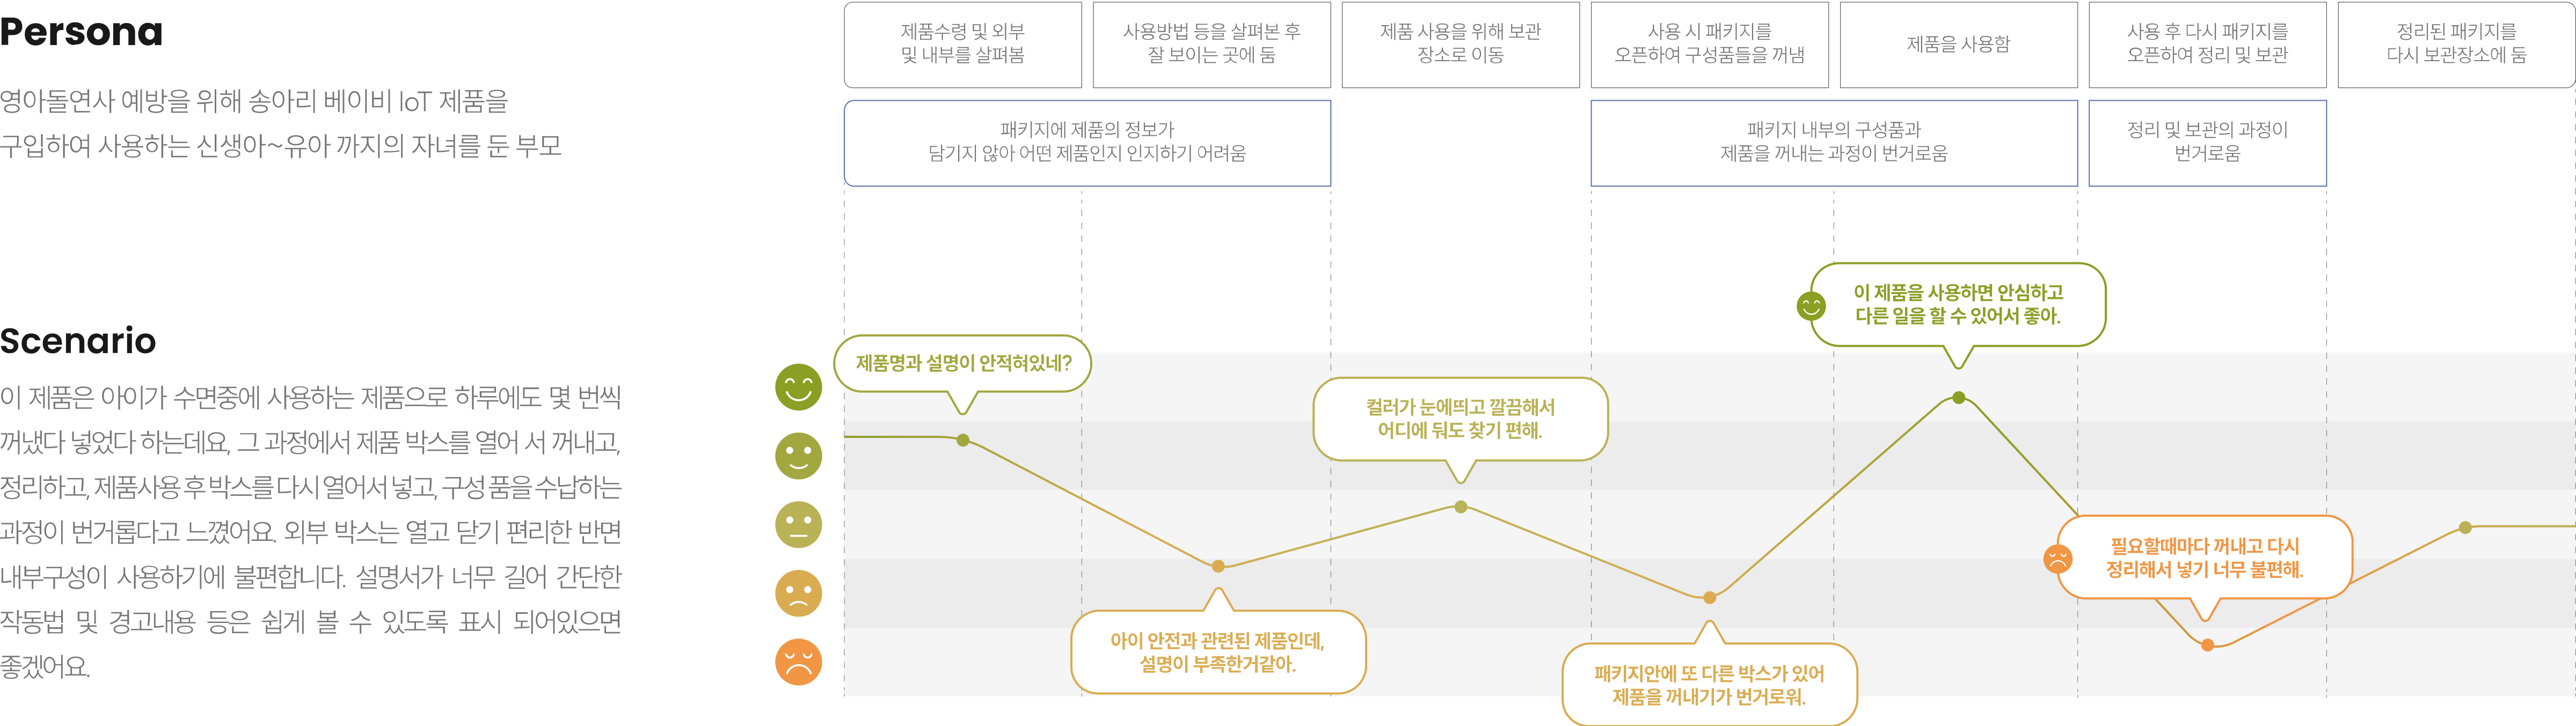 Persona
영아돌연사 예방을 위해 송아리 베이비 IoT 제품을
구입하여 사용하는 신생아~유아 까지의 자녀를 둔 부모
Scenario
이 제품은 아이가 수면중에 사용하는 제품으로 하루에도 몇 번씩
꺼냈다 넣었다 하는데요, 그 과정에서 제품 박스를 열어 서 꺼내고,
정리하고, 제품사용 후 박스를 다시 열어서 넣고, 구성 품을 수납하는
과정이 번거롭다고 느꼈어요. 외부 박스는 열고 닫기 편리한 반면
내부구성이 사용하기에 불편합니다. 설명서가 너무 길어 간단한
작동법 및 경고내용 등은 쉽게 볼 수 있도록 표시 되어있으면
좋겠어요.
제품수령 및 외부
및 내부를 살펴봄
사용방법 등을 살펴본 후
잘 보이는 곳에 둠
제품 사용을 위해 보관
장소로 이동
사용 시 패키지를
오픈하여 구성품들을 꺼냄
제품을 사용함
사용 후 다시 패키지를
오픈하여 정리 및 보관
정리된 패키지를
다시 보관장소에 둠
패키지에 제품의 정보가
담기지 않아 어떤 제품인지 인지하기 어려움
패키지 내부의 구성품과
제품을 꺼내는 과정이 번거로움
정리 및 보관의 과정이
번거로움
제품명과 설명이 안적혀있네?
아이 안전과 관련된 제품인데,
설명이 부족한거같아.
컬러가 눈에띄고 깔끔해서
어디에 둬도 찾기 편해.
패키지안에 또 다른 박스가 있어
제품을 꺼내기가 번거로워.
이 제품을 사용하면 안심하고
다른 일을 할 수 있어서 좋아.
필요할때마다 꺼내고 다시
정리해서 넣기 너무 불편해.